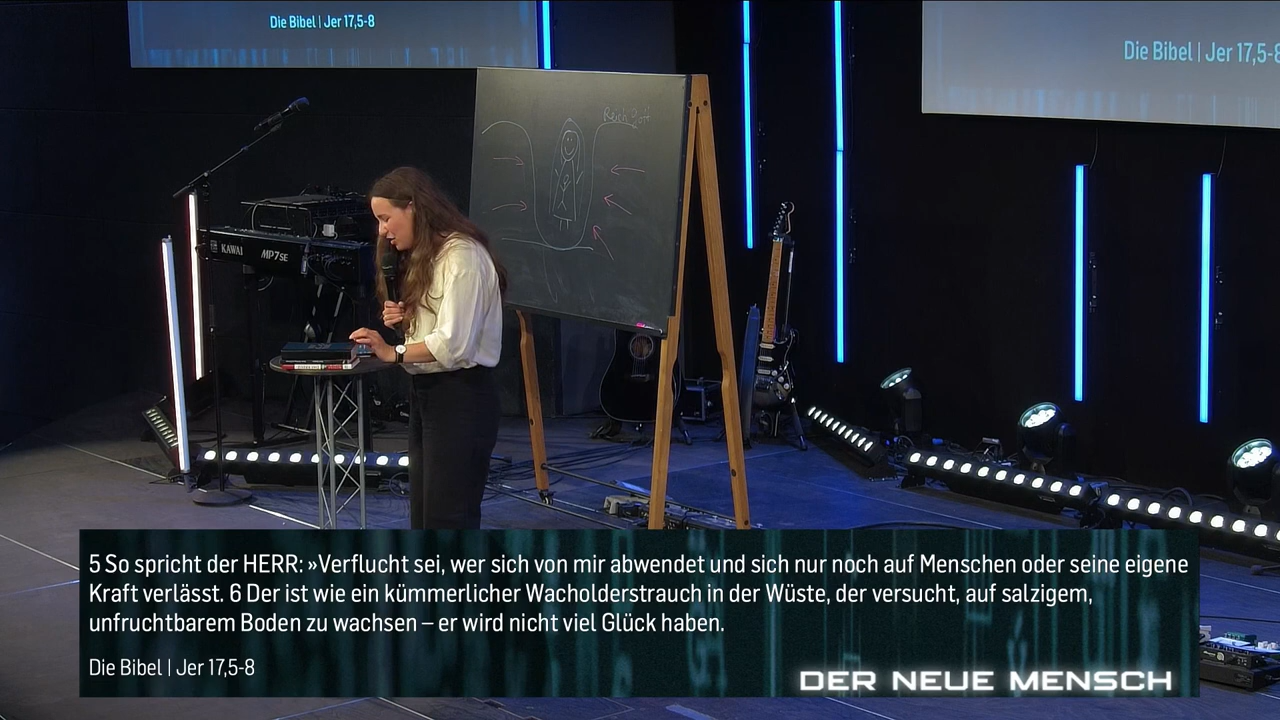 Die Bibel | Jer 17,5-8
Die Bibel | Jer 17,5-8
Reich Gott
KAWAI
MP7SE
5 So spricht der HERR: »Verflucht sei, wer sich von mir abwendet und sich nur noch auf Menschen oder seine eigene
Kraft verlässt. 6 Der ist wie ein kümmerlicher Wacholderstrauch in der Wüste, der versucht, auf salzigem,
unfruchtbarem Boden zu wachsen – er wird nicht viel Glück haben.
Die Bibel | Jer 17,5-8
DER NEUE MENSCH